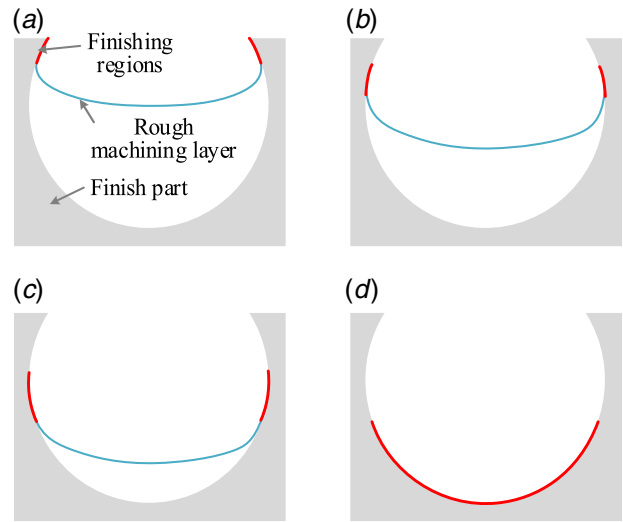 (a)
Finishing
regions
Rough
machining layer
Finish part
(b)
(c)
(d)